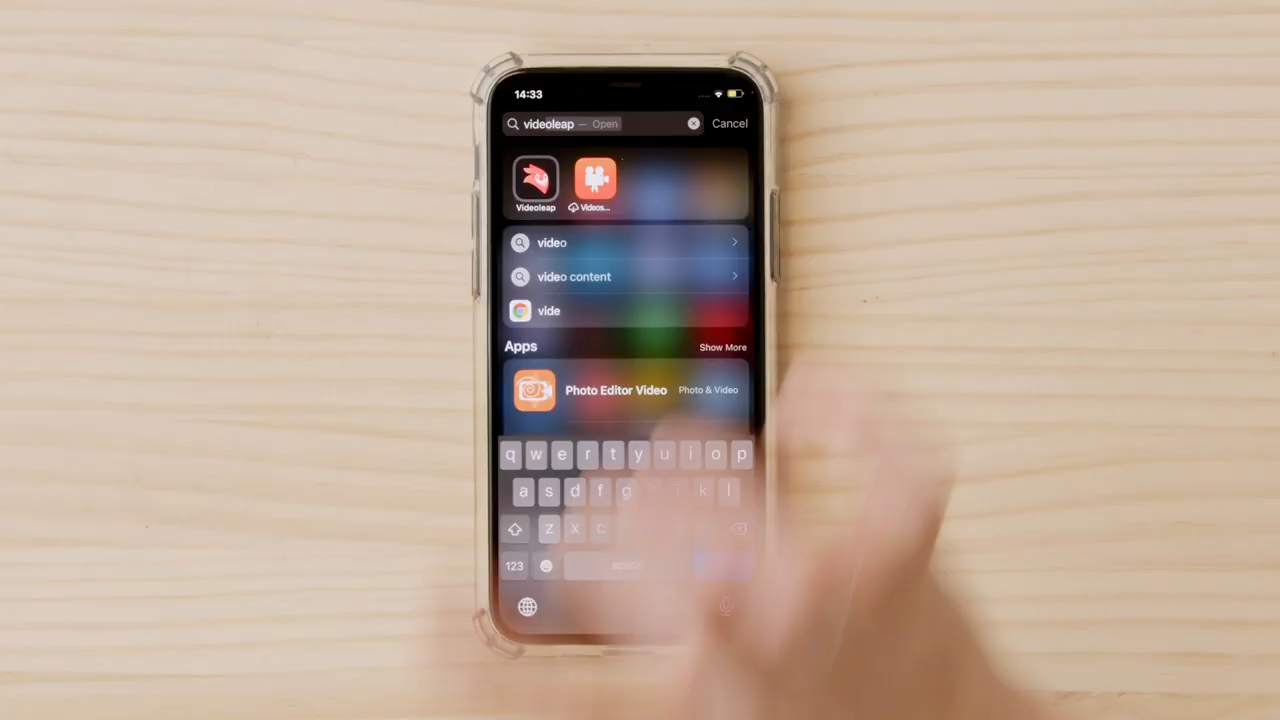 14:33
videoleap — Open Cancel
Videoleap Videos...
video
video content
vide
Apps Show More
Photo Editor Video Photo & Video
q w e r t y u i o p
a s d f g k l
z x c
123